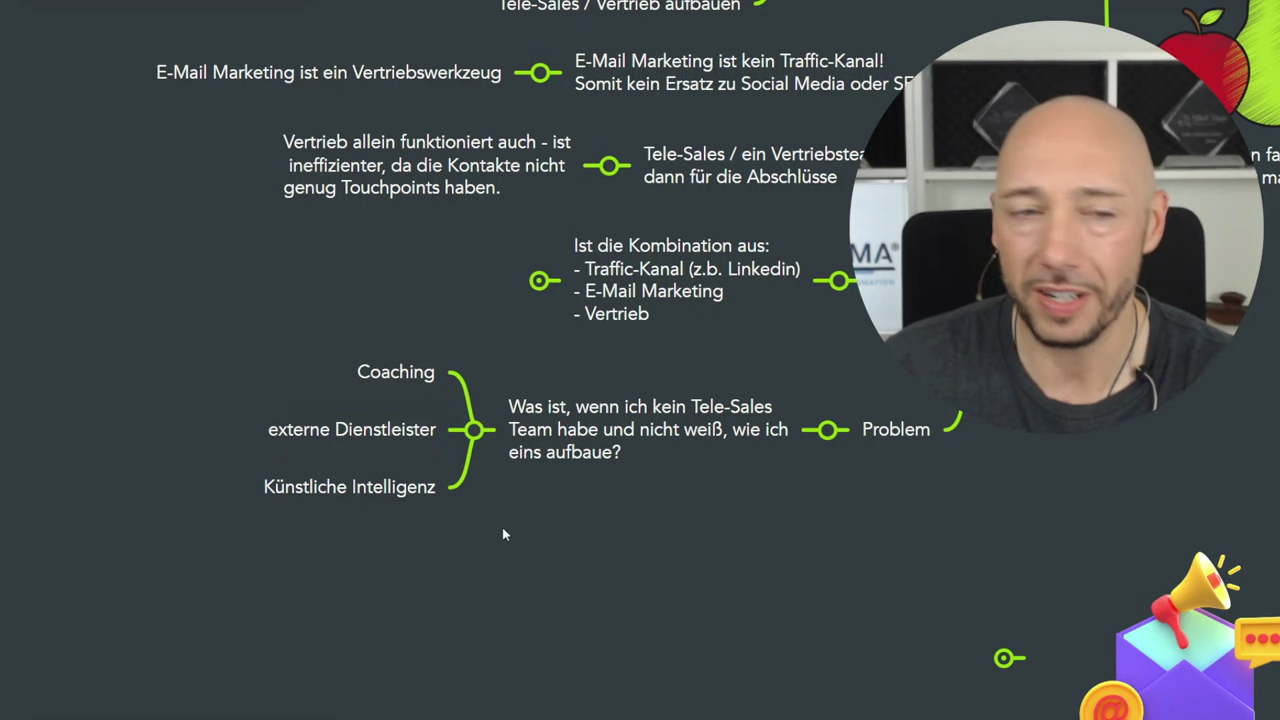 Tele-Sales / Vertrieb aufbauen
E-Mail Marketing ist ein Vertriebswerkzeug
E-Mail Marketing ist kein Traffic-Kanal!
Somit kein Ersatz zu Social Media oder
Vertrieb allein funktioniert auch - ist
ineffizienter, da die Kontakte nicht
genug Touchpoints haben.
Tele-Sales / ein
dann für die Abschlüsse
Ist die Kombination aus:
- Traffic-Kanal (z.b. Linkedin)
- E-Mail Marketing
- Vertrieb
Coaching
externe Dienstleister
Künstliche Intelligenz
Was ist, wenn ich kein Tele-Sales
Team habe und nicht weiß, wie ich
eins aufbaue?
Problem